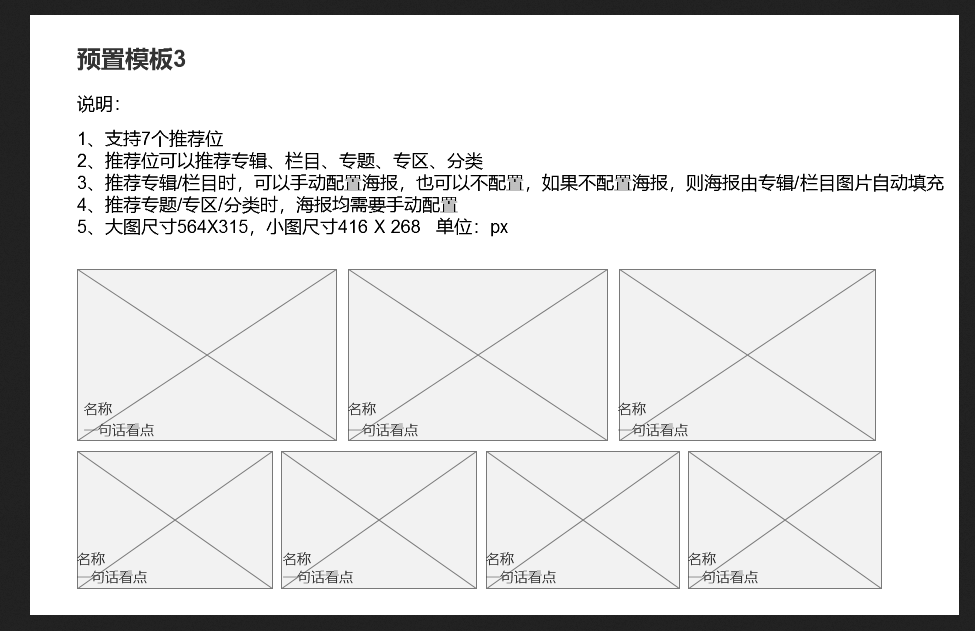 预置模板3
说明：
1、支持7个推荐位
2、推荐位可以推荐专辑、栏目、专题、专区、分类
3、推荐专辑/栏目时，可以手动配置海报，也可以不配置，如果不配置海报，则海报由专辑/栏目图片自动填充
4、推荐专题/专区/分类时，海报均需要手动配置
5、大图尺寸564X315，小图尺寸416 X 268   单位：px
名称
一句话看点
名称
一句话看点
名称
一句话看点
名称
一句话看点
名称
一句话看点
名称
一句话看点
名称
一句话看点